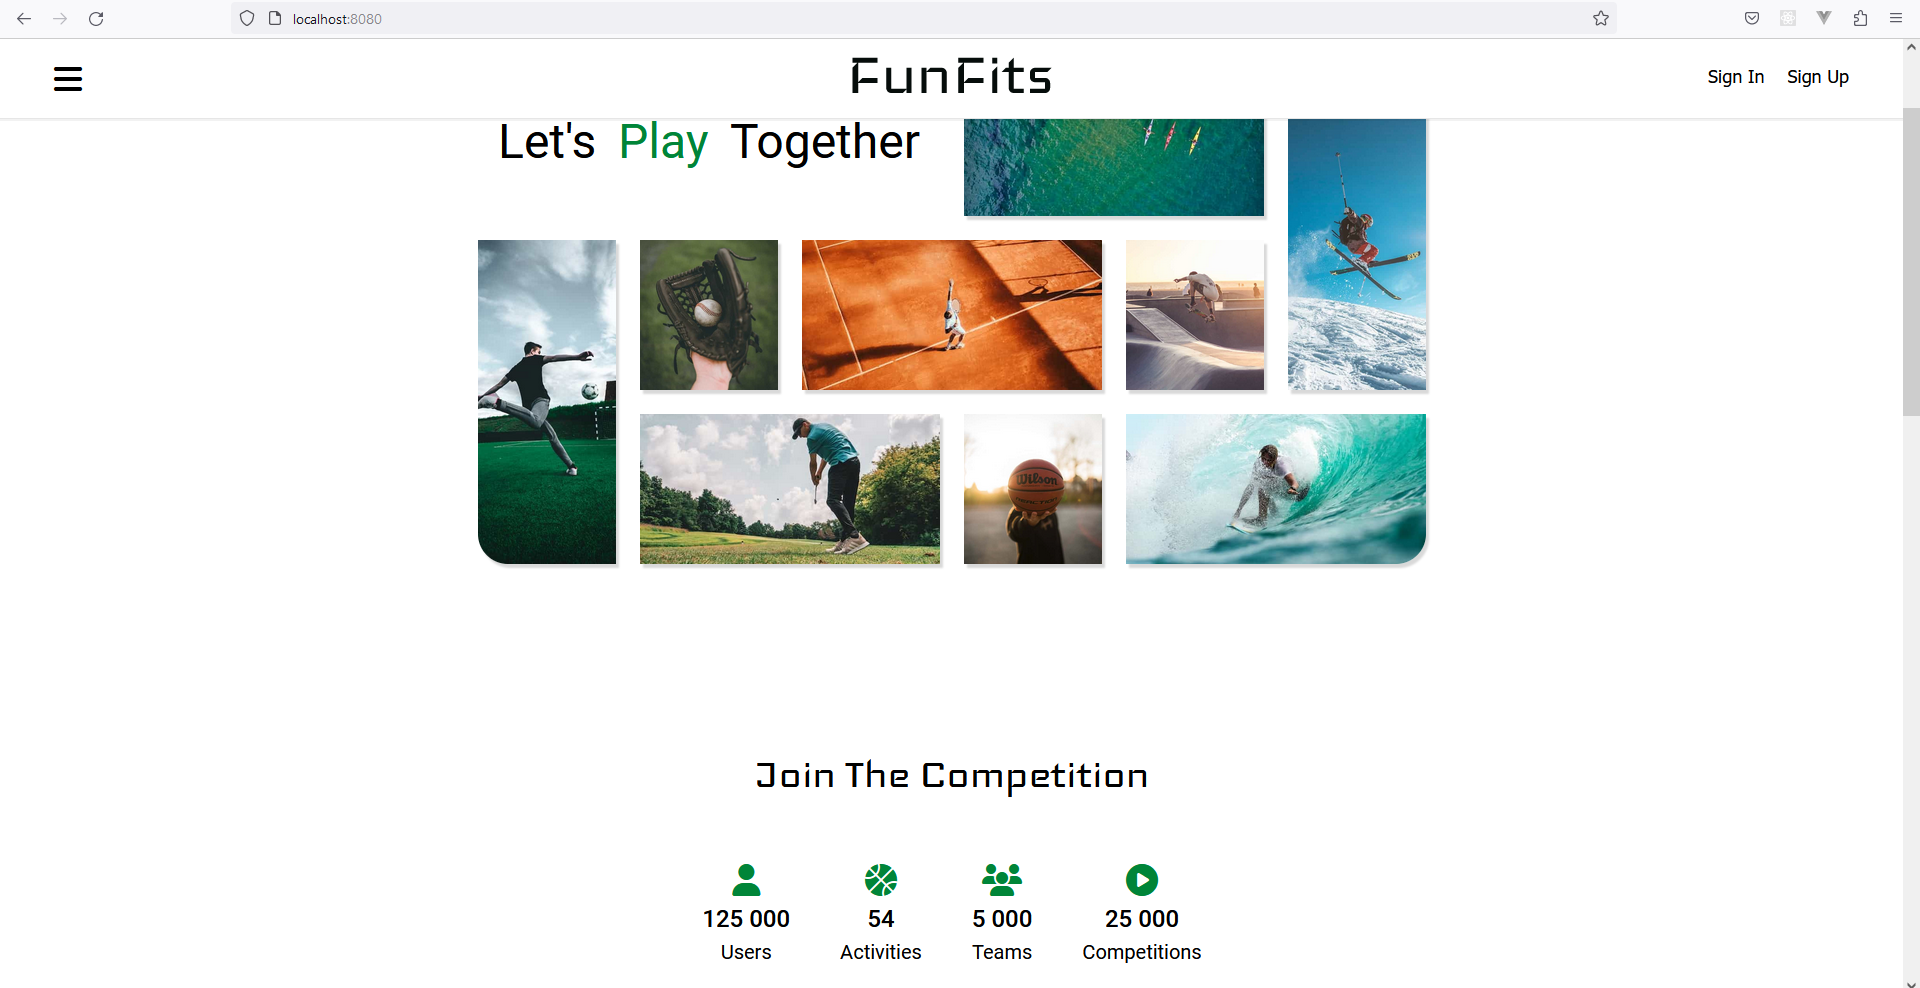 localhost:8080
FunFits
Sign In Sign Up
Let's Play Together
Wilson
Join The Competition
125 000 54 5 000 25 000
Users Activities Teams Competitions